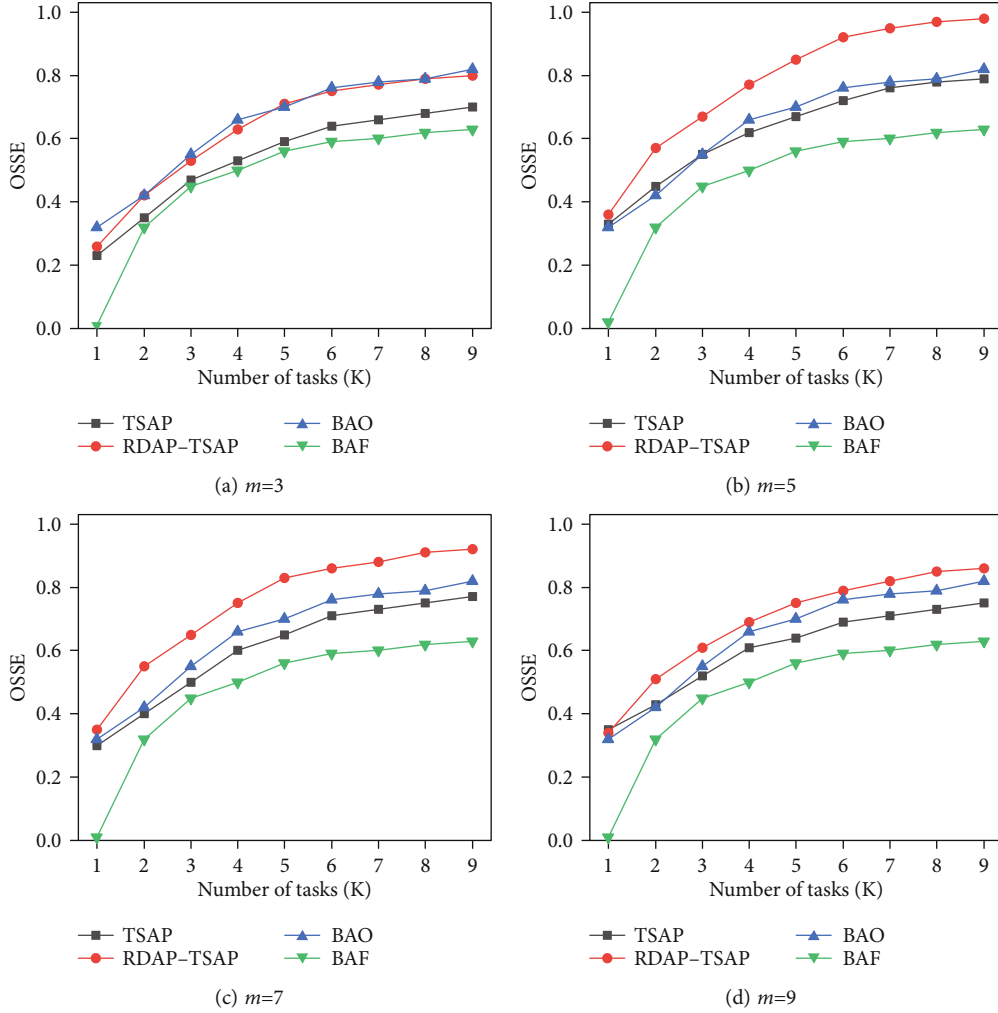 1.0
0.8
0.6
0.4
0.2
0.0
OSSE
1 2 3 4 5 6 7 8 9
Number of tasks (K)
TSAP
RDAP–TSAP
BAO
BAF
(a) m=3
1.0
0.8
0.6
0.4
0.2
0.0
OSSE
1 2 3 4 5 6 7 8 9
Number of tasks (K)
TSAP
RDAP–TSAP
BAO
BAF
(b) m=5
1.0
0.8
0.6
0.4
0.2
0.0
OSSE
1 2 3 4 5 6 7 8 9
Number of tasks (K)
TSAP
RDAP–TSAP
BAO
BAF
(c) m=7
1.0
0.8
0.6
0.4
0.2
0.0
OSSE
1 2 3 4 5 6 7 8 9
Number of tasks (K)
TSAP
RDAP–TSAP
BAO
BAF
(d) m=9